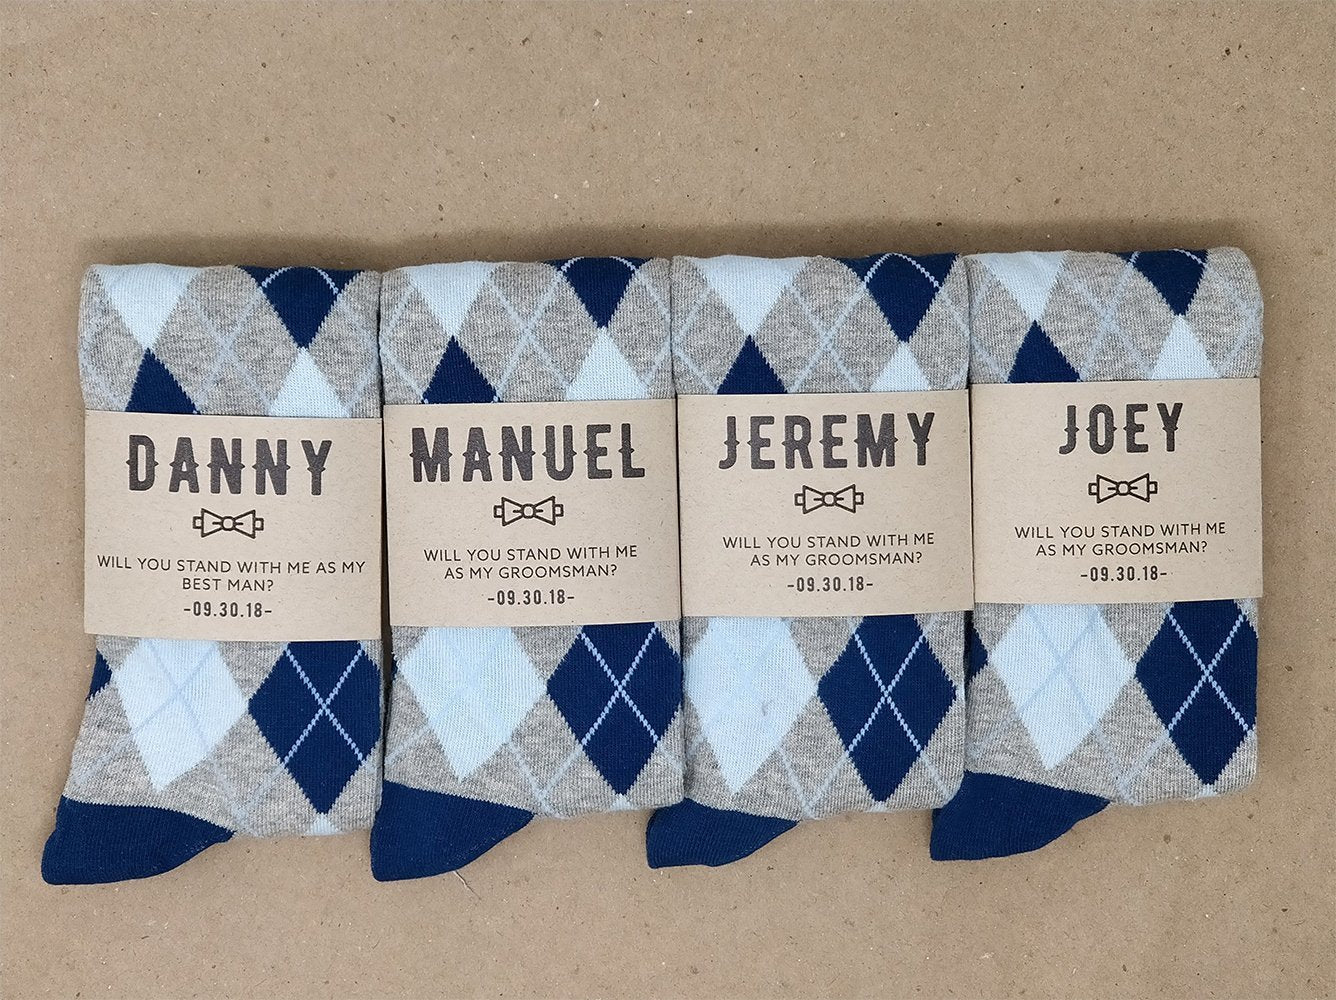 DANNY
WILL YOU STAND WITH ME AS MY
BEST MAN?
-09.30.18-
MANUEL
WILL YOU STAND WITH ME
AS MY GROOMSMAN?
-09.30.18-
JEREMY
WILL YOU STAND WITH ME
AS MY GROOMSMAN?
-09.30.18-
JOEY
WILL YOU STAND WITH ME
AS MY GROOMSMAN?
-09.30.18-